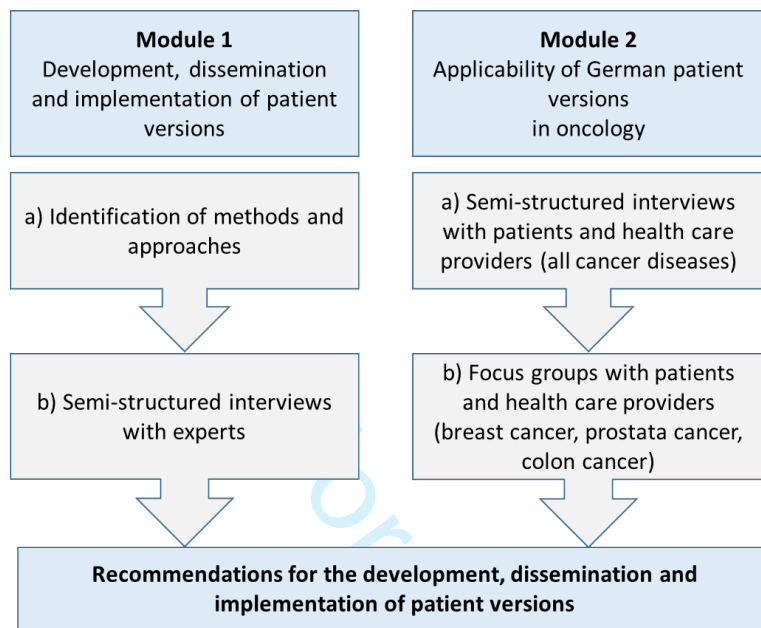 Module 1
Development, dissemination
and implementation of patient
versions
a) Identification of methods and
approaches
b) Semi-structured interviews
with experts
Module 2
Applicability of German patient
versions
in oncology
a) Semi-structured interviews
with patients and health care
providers (all cancer diseases)
b) Focus groups with patients
and health care providers
(breast cancer, prostata cancer,
colon cancer)
Recommendations for the development, dissemination and
implementation of patient versions